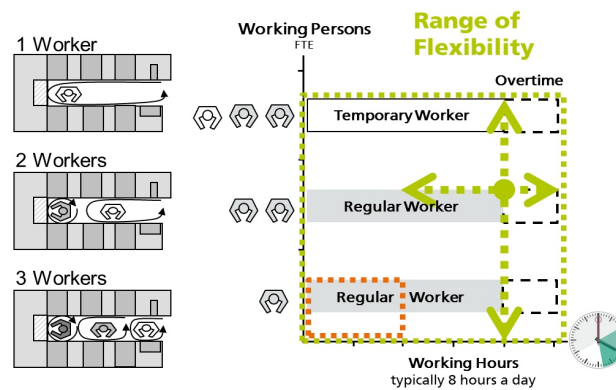 1 Worker
2 Workers
3 Workers
Working Persons
FTE
Range of
Flexibility
Overtime
Temporary Worker
Regular Worker
Regular Worker
Working Hours
typically 8 hours a day